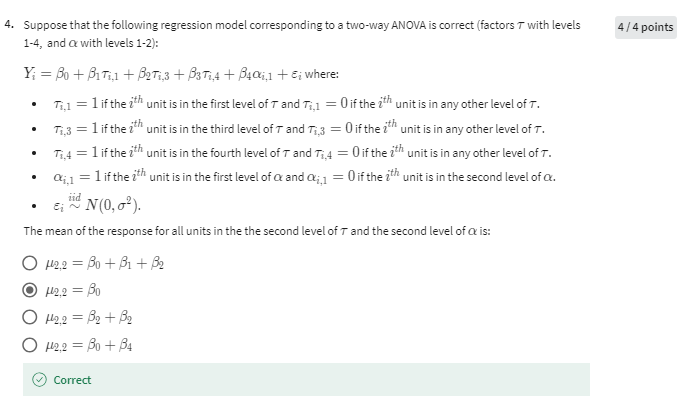 4. Suppose that the following regression model corresponding to a two-way ANOVA is correct (factors τ with levels
4 / 4 points
1-4, and α with levels 1-2):
Yᵢ = β₀ + β₁τᵢ,₁ + β₂τᵢ,₃ + β₃τᵢ,₄ + β₄αᵢ,₁ + εᵢ where:
• τᵢ,₁ = 1 if the iᵗʰ unit is in the first level of τ and τᵢ,₁ = 0 if the iᵗʰ unit is in any other level of τ.
• τᵢ,₃ = 1 if the iᵗʰ unit is in the third level of τ and τᵢ,₃ = 0 if the iᵗʰ unit is in any other level of τ.
• τᵢ,₄ = 1 if the iᵗʰ unit is in the fourth level of τ and τᵢ,₄ = 0 if the iᵗʰ unit is in any other level of τ.
• αᵢ,₁ = 1 if the iᵗʰ unit is in the first level of α and αᵢ,₁ = 0 if the iᵗʰ unit is in the second level of α.
• εᵢ iid ~ N(0, σ²).
The mean of the response for all units in the the second level of τ and the second level of α is:
μ₂,₂ = β₀ + β₁ + β₂
μ₂,₂ = β₀
μ₂,₂ = β₂ + β₂
μ₂,₂ = β₀ + β₄
Correct